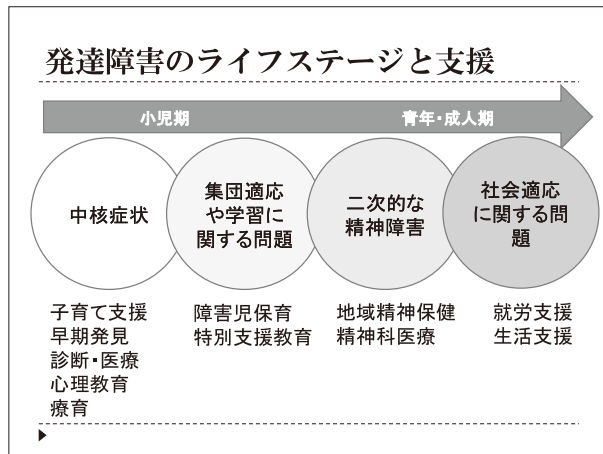 発達障害のライフステージと支援
小児期
青年・成人期
中核症状
集団適応
や学習に
関する問題
二次的な
精神障害
社会適応
に関する問
題
子育て支援
早期発見
診断・医療
心理教育
療育
障害児保育
特別支援教育
地域精神保健
精神科医療
就労支援
生活支援